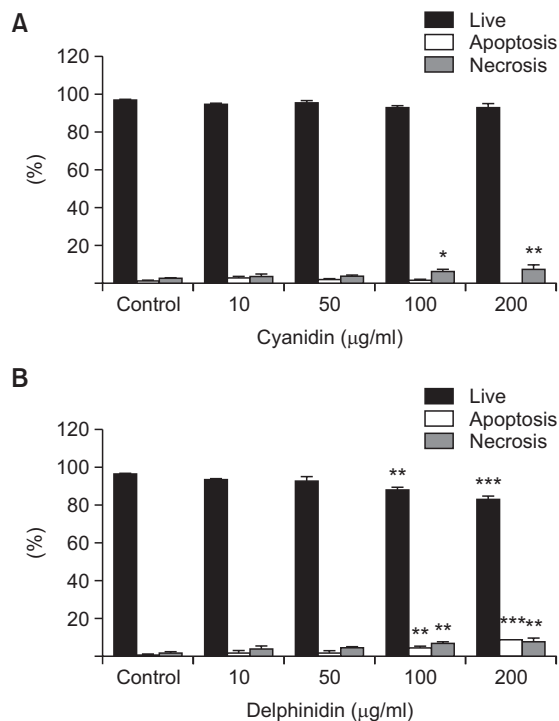 A
Live
Apoptosis
Necrosis
120
100
80
60
40
20
(%)
*
**
Control 10 50 100 200
Cyanidin (μg/ml)
B
Live
Apoptosis
Necrosis
120
100
80
60
40
20
(%)
** ***
** ** *** **
Control 10 50 100 200
Delphinidin (μg/ml)